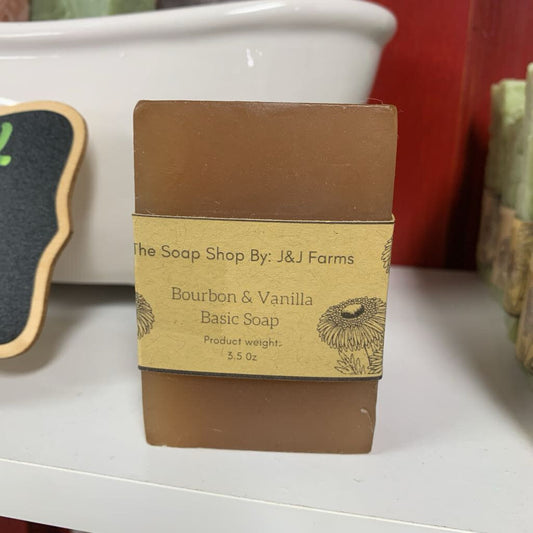 The Soap Shop By: J&J Farms
Bourbon & Vanilla
Basic Soap
Product weight:
3.5 Oz